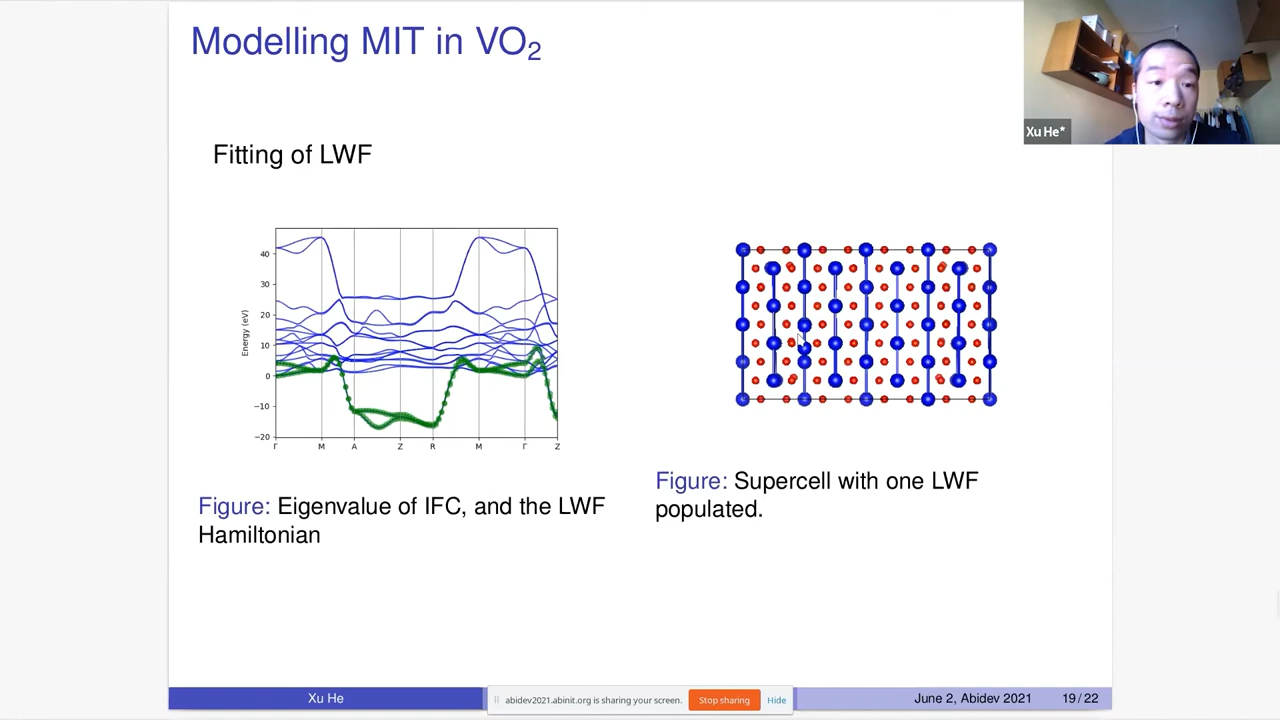 Modelling MIT in VO2
Xu He*
Fitting of LWF
Energy (eV)
40
30
20
10
0
−10
−20
Γ M A Z R M Γ Z
Figure: Eigenvalue of IFC, and the LWF
Hamiltonian
Figure: Supercell with one LWF
populated.
Xu He
abidev2021.abinit.org is sharing your screen.
Stop sharing
Hide
June 2, Abidev 2021
19 / 22